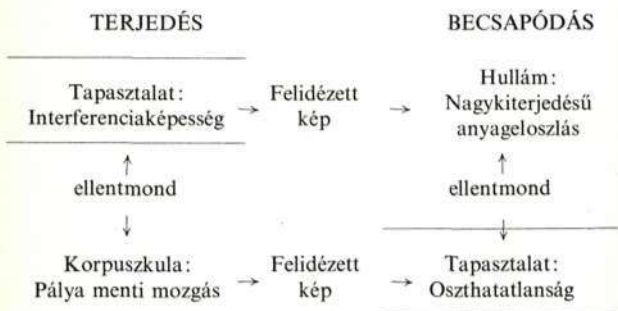 TERJEDÉS BECSAPÓDÁS
Tapasztalat: Interferenciaképesség → Felidézett kép → Hullám: Nagykiterjedésű anyageloszlás
↑ ellentmond ↓ ↑ ellentmond ↓
Korpuszkula: Pálya menti mozgás → Felidézett kép → Tapasztalat: Oszthatatlanság